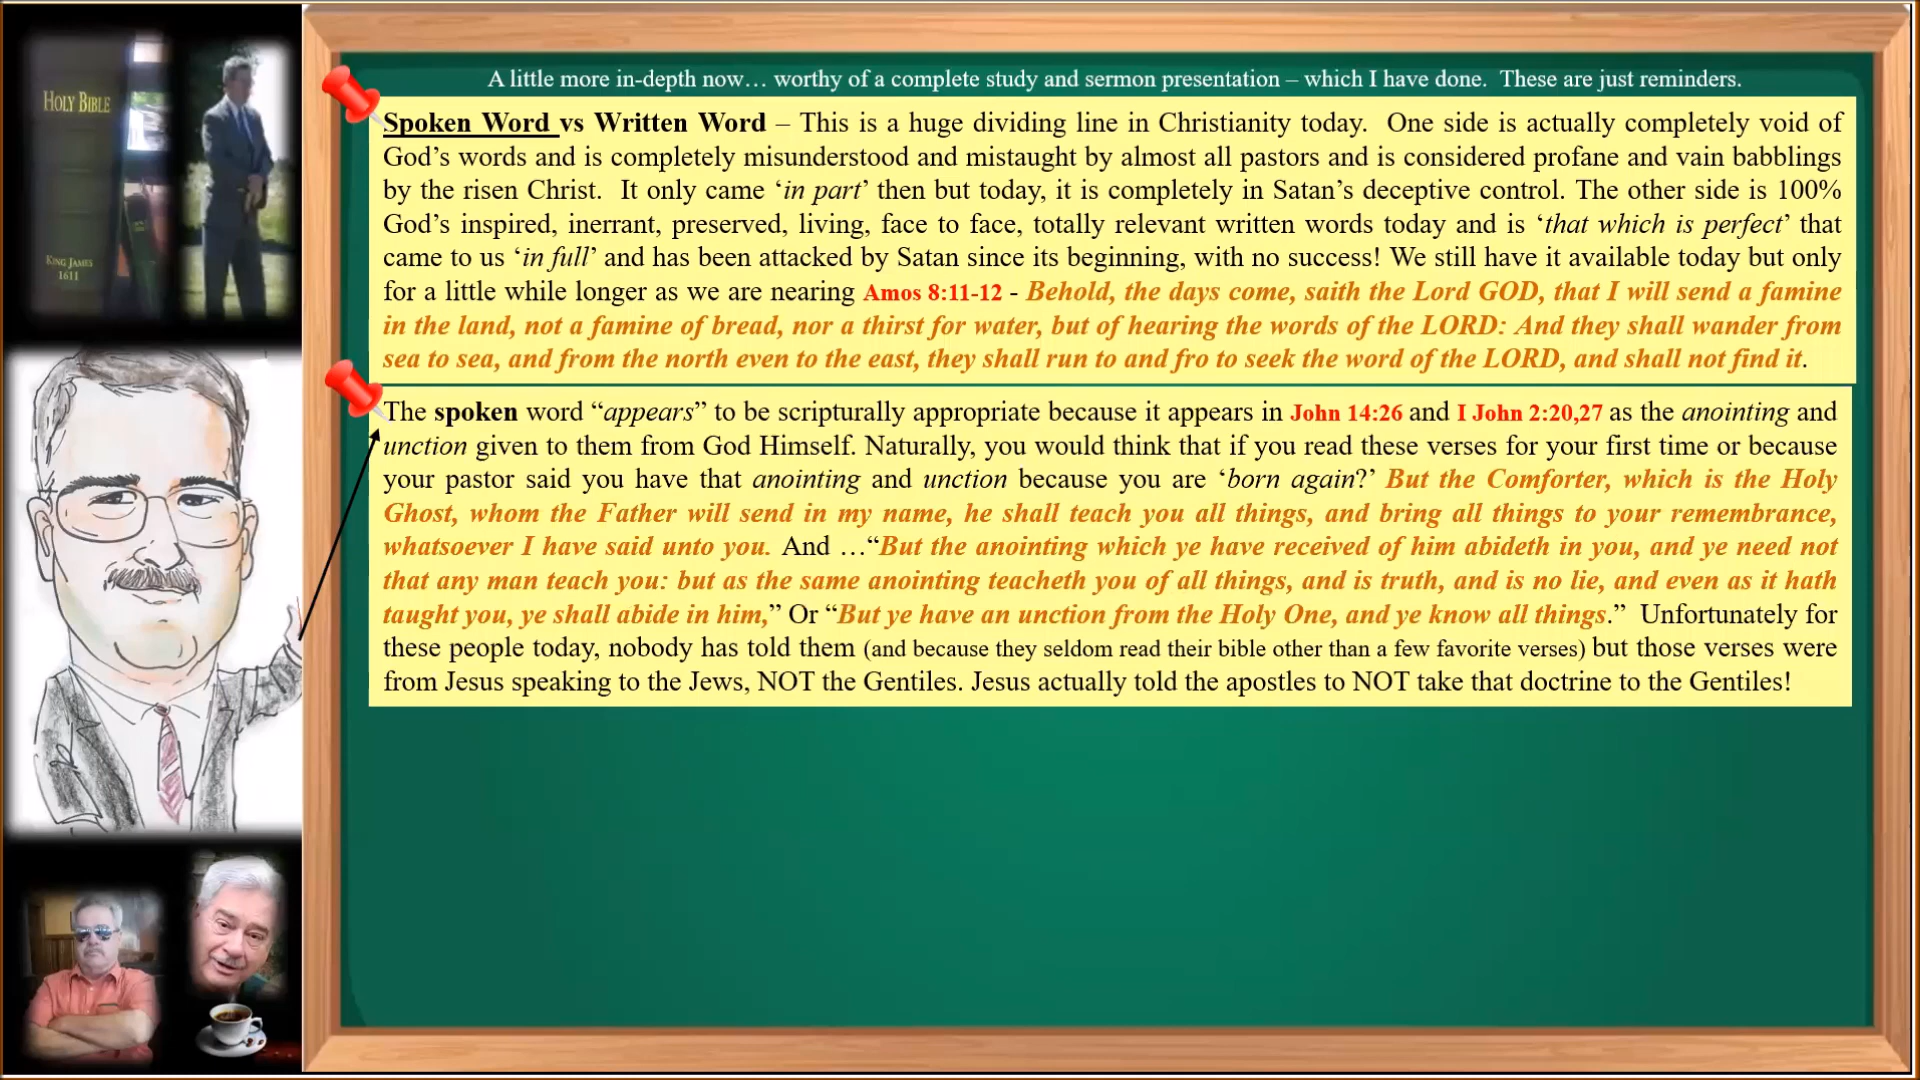 HOLY BIBLE
KING JAMES
1611
A little more in-depth now… worthy of a complete study and sermon presentation – which I have done.  These are just reminders.
Spoken Word vs Written Word – This is a huge dividing line in Christianity today.  One side is actually completely void of
God’s words and is completely misunderstood and mistaught by almost all pastors and is considered profane and vain babblings
by the risen Christ.  It only came ‘in part’ then but today, it is completely in Satan’s deceptive control. The other side is 100%
God’s inspired, inerrant, preserved, living, face to face, totally relevant written words today and is ‘that which is perfect’ that
came to us ‘in full’ and has been attacked by Satan since its beginning, with no success! We still have it available today but only
for a little while longer as we are nearing Amos 8:11-12 - Behold, the days come, saith the Lord GOD, that I will send a famine
in the land, not a famine of bread, nor a thirst for water, but of hearing the words of the LORD: And they shall wander from
sea to sea, and from the north even to the east, they shall run to and fro to seek the word of the LORD, and shall not find it.
The spoken word “appears” to be scripturally appropriate because it appears in John 14:26 and I John 2:20,27 as the anointing and
unction given to them from God Himself. Naturally, you would think that if you read these verses for your first time or because
your pastor said you have that anointing and unction because you are ‘born again?’ But the Comforter, which is the Holy
Ghost, whom the Father will send in my name, he shall teach you all things, and bring all things to your remembrance,
whatsoever I have said unto you. And …“But the anointing which ye have received of him abideth in you, and ye need not
that any man teach you: but as the same anointing teacheth you of all things, and is truth, and is no lie, and even as it hath
taught you, ye shall abide in him,” Or “But ye have an unction from the Holy One, and ye know all things.”  Unfortunately for
these people today, nobody has told them (and because they seldom read their bible other than a few favorite verses) but those verses were
from Jesus speaking to the Jews, NOT the Gentiles. Jesus actually told the apostles to NOT take that doctrine to the Gentiles!